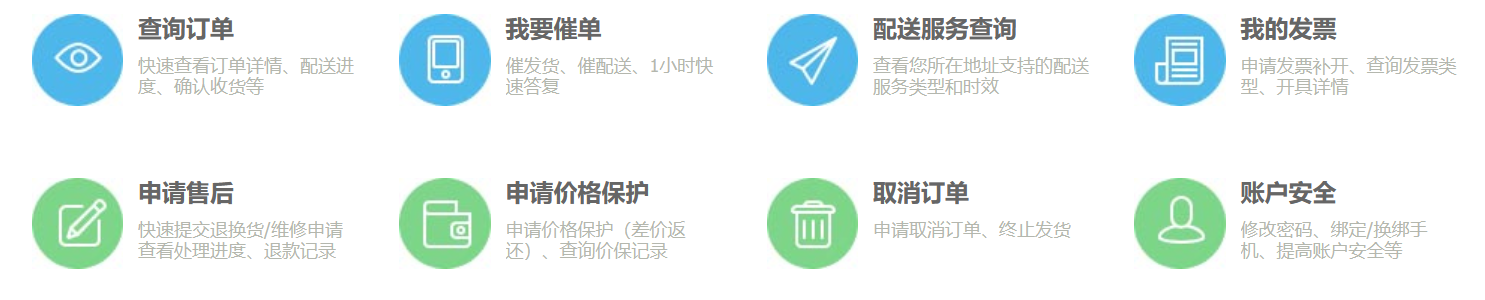 查询订单
快速查看订单详情、配送进
度、确认收货等
我要催单
催发货、催配送、1小时快
速答复
配送服务查询
查看您所在地址支持的配送
服务类型和时效
我的发票
申请发票补开、查询发票类
型、开具详情
申请售后
快速提交退换货/维修申请
查看处理进度、退款记录
申请价格保护
申请价格保护（差价返
还）、查询价保记录
取消订单
申请取消订单、终止发货
账户安全
修改密码、绑定/换绑手
机、提高账户安全等